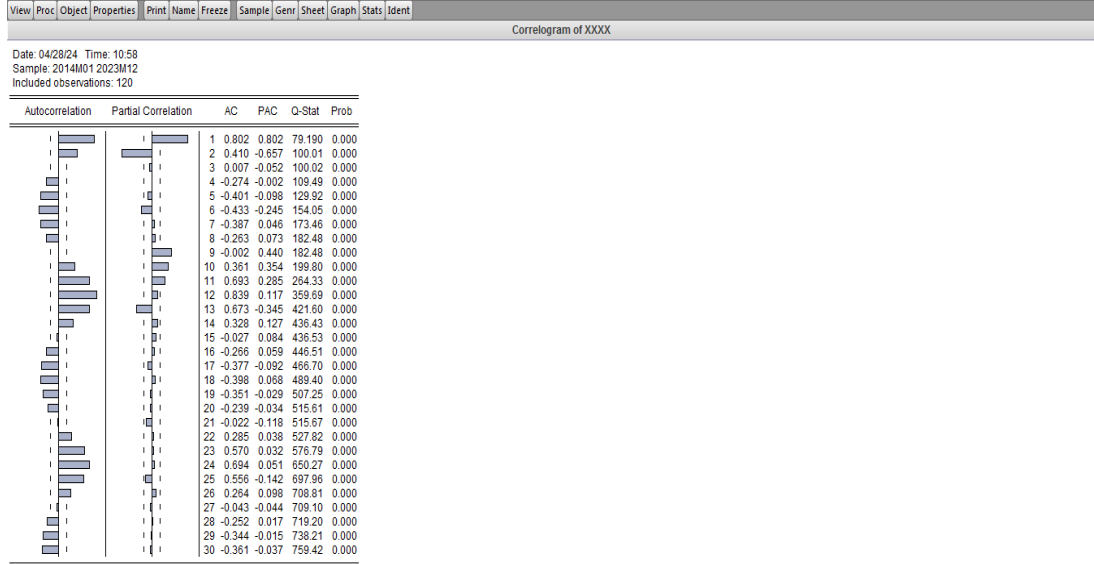 View Proc Object Properties Print Name Freeze Sample Genr Sheet Graph Stats Ident
Correlogram of XXXX
Date: 04/28/24 Time: 10:58
Sample: 2014M01 2023M12
Included observations: 120
Autocorrelation Partial Correlation AC PAC Q-Stat Prob
1 0.802 0.802 79.190 0.000
2 0.410 -0.657 100.01 0.000
3 0.007 -0.052 100.02 0.000
4 -0.274 -0.002 109.49 0.000
5 -0.401 -0.098 129.92 0.000
6 -0.433 -0.245 154.05 0.000
7 -0.387 0.046 173.46 0.000
8 -0.263 0.073 182.48 0.000
9 -0.002 0.440 182.48 0.000
10 0.361 0.354 199.80 0.000
11 0.693 0.285 264.33 0.000
12 0.839 0.117 359.69 0.000
13 0.673 -0.345 421.60 0.000
14 0.328 0.127 436.43 0.000
15 -0.027 0.084 436.53 0.000
16 -0.266 0.059 446.51 0.000
17 -0.377 -0.092 466.70 0.000
18 -0.398 0.068 489.40 0.000
19 -0.351 -0.029 507.25 0.000
20 -0.239 -0.034 515.61 0.000
21 -0.022 -0.118 515.67 0.000
22 0.285 0.038 527.82 0.000
23 0.570 0.032 576.79 0.000
24 0.694 0.051 650.27 0.000
25 0.556 -0.142 697.96 0.000
26 0.264 0.098 708.81 0.000
27 -0.043 -0.044 709.10 0.000
28 -0.252 0.017 719.20 0.000
29 -0.344 -0.015 738.21 0.000
30 -0.361 -0.037 759.42 0.000